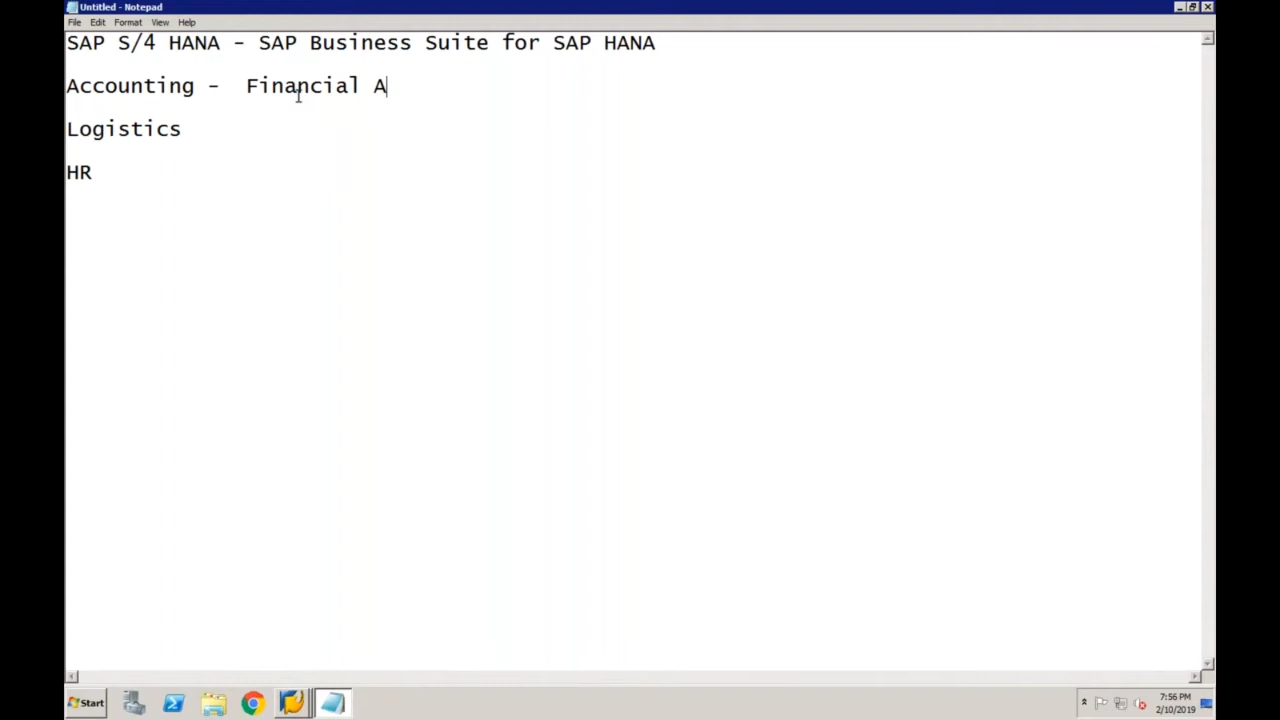 Untitled - Notepad
File Edit Format View Help
SAP S/4 HANA - SAP Business Suite for SAP HANA
Accounting -  Financial A
Logistics
HR
Start
7:56 PM
2/10/2019